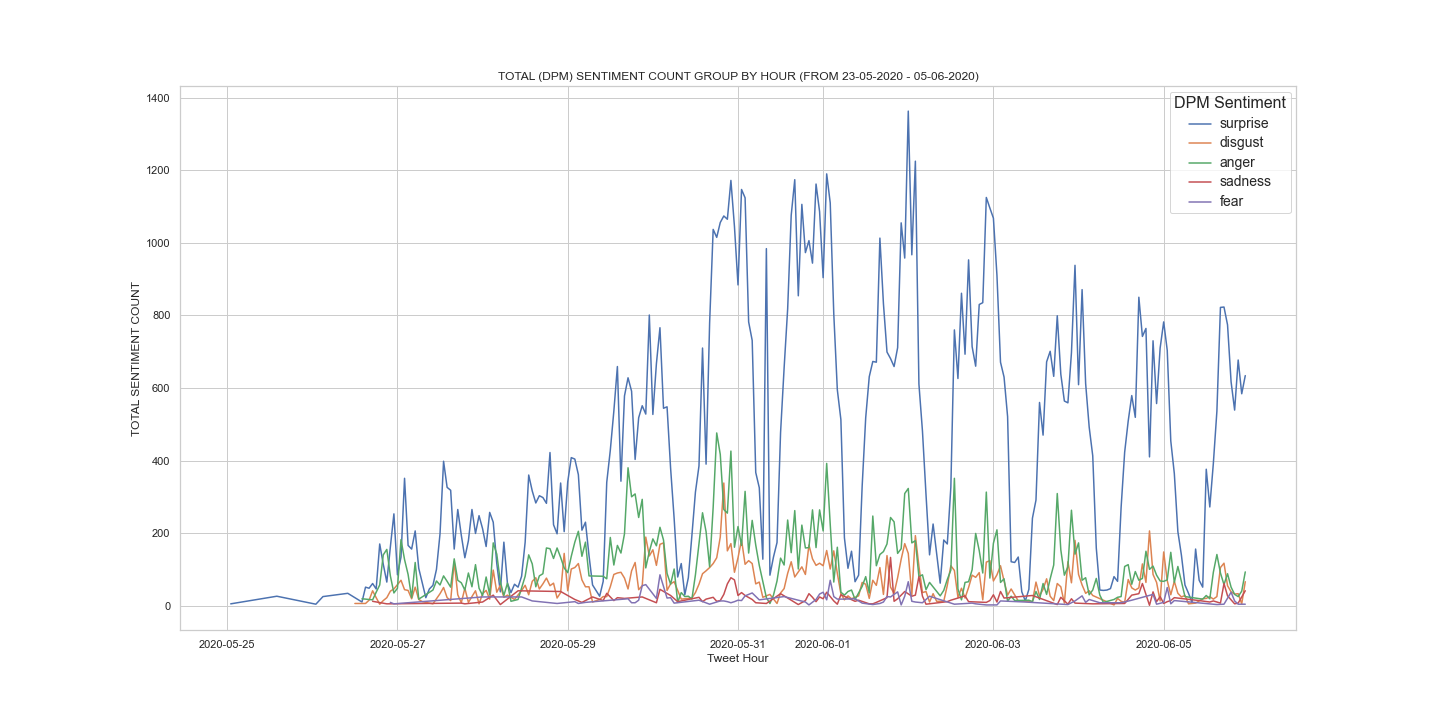 TOTAL (DPM) SENTIMENT COUNT GROUP BY HOUR (FROM 23-05-2020 - 05-06-2020)
DPM Sentiment
surprise
disgust
anger
sadness
fear
TOTAL SENTIMENT COUNT
1400
1200
1000
800
600
400
200
0
2020-05-25
2020-05-27
2020-05-29
2020-05-31
2020-06-01
2020-06-03
2020-06-05
Tweet Hour